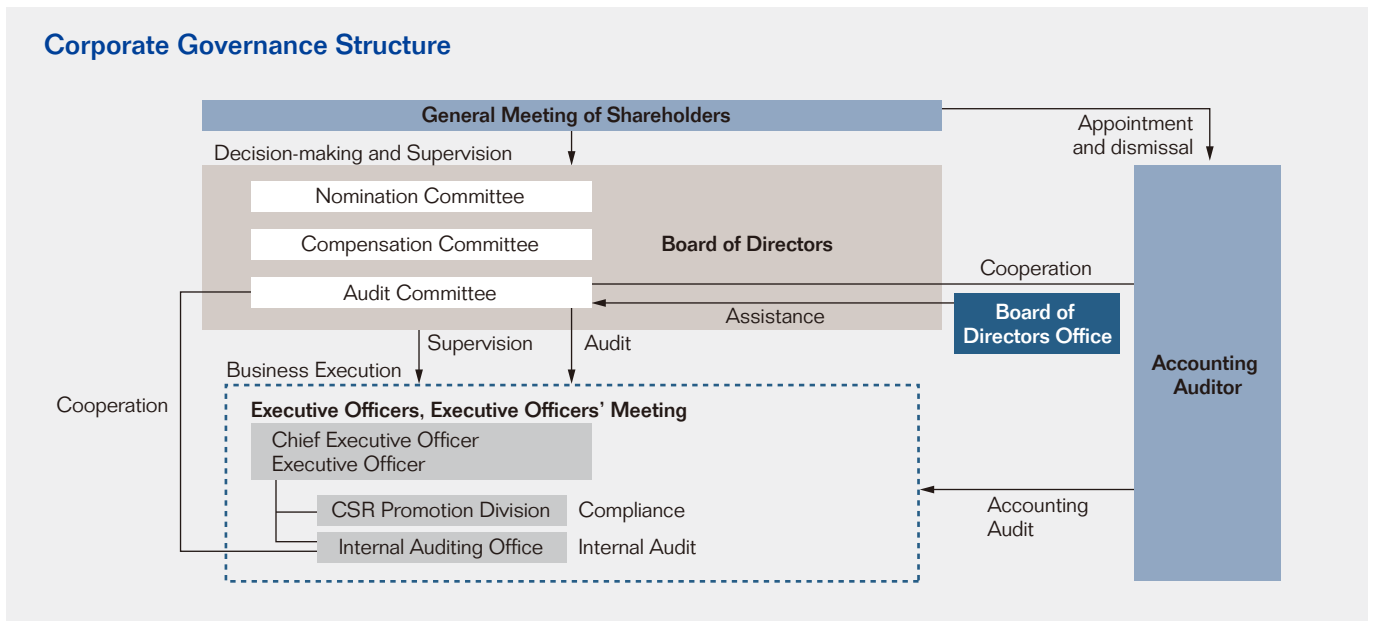 Corporate Governance Structure
General Meeting of Shareholders
Appointment
and dismissal
Decision-making and Supervision
Nomination Committee
Compensation Committee
Board of Directors
Audit Committee
Cooperation
Assistance
Board of
Directors Office
Supervision
Audit
Accounting
Auditor
Business Execution
Cooperation
Executive Officers, Executive Officers’ Meeting
Chief Executive Officer
Executive Officer
CSR Promotion Division
Compliance
Accounting
Audit
Internal Auditing Office
Internal Audit